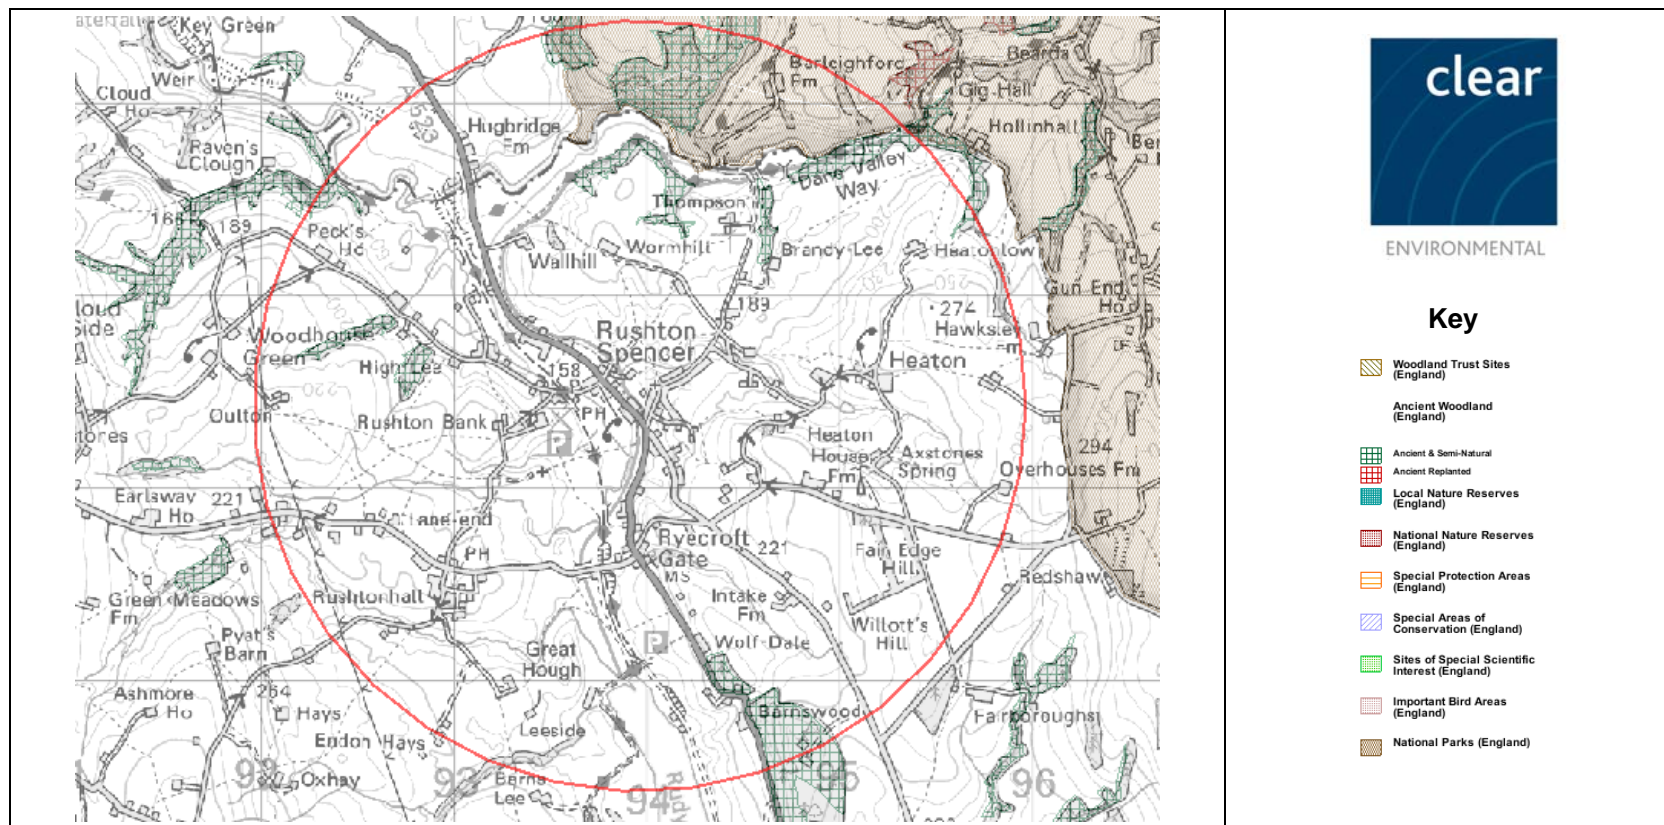 Key Green
Weir
Cloud
Ho
Raven's
Clough
189
Peck's
Ho
A523
Hugbridge
Fm
Barleighford
Fm
Bearda
Gig Hall
Hollinhall
Dane Valley
Way
Thompson
Wormhill
Wallhill
Brandy Lee
Heatonlow
Gun End
Ho
Side
Woodhouse
Green
High Lee
Rushton
Spencer
189
274
Hawksley
Fm
Heaton
158
Oulton
Rushton Bank
PH
P
Heaton
House
Fm
Axstones
Spring
294
Overhouses Fm
Earlsway
Ho
221
Lane-end
PH
Ryecroft
Gate
MS
221
Fair Edge
Hill
Redshaw
Green Meadows
Fm
Rushtonhall
Intake
Fm
Willott's
Hill
Pyat's
Barn
Great
Hough
P
Wolf Dale
Ashmore
Ho
264
Hays
Endon Hays
Leeside
Barnswood
Fairboroughs
Oxhay
Barns
Lee
93
94
95
96
clear
ENVIRONMENTAL
Key
Woodland Trust Sites
(England)
Ancient Woodland
(England)
Ancient & Semi-Natural
Ancient Replanted
Local Nature Reserves
(England)
National Nature Reserves
(England)
Special Protection Areas
(England)
Special Areas of
Conservation (England)
Sites of Special Scientific
Interest (England)
Important Bird Areas
(England)
National Parks (England)